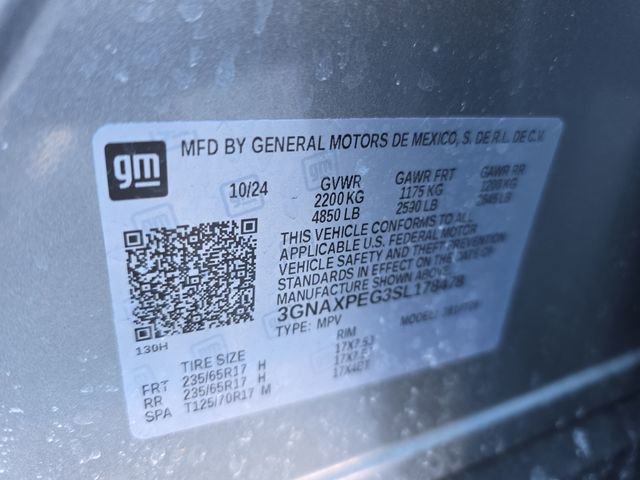 gm
MFD BY GENERAL MOTORS DE MEXICO, S. DE R.L. DE C.V.
10/24 GVWR GAWR FRT GAWR RR
2200 KG 1175 KG 1200 KG
4850 LB 2530 LB 2645 LB
THIS VEHICLE CONFORMS TO ALL
APPLICABLE U.S. FEDERAL MOTOR
VEHICLE SAFETY AND THEFT PREVENTION
STANDARDS IN EFFECT ON THE DATE OF
MANUFACTURE SHOWN ABOVE.
3GNAXPEG3SL178478
TYPE: MPV MODEL:
130H
TIRE SIZE RIM
FRT 235/65R17 H 17X7.5J
RR 235/65R17 H 17X7.5J
SPA T125/70R17 M 17X4BT